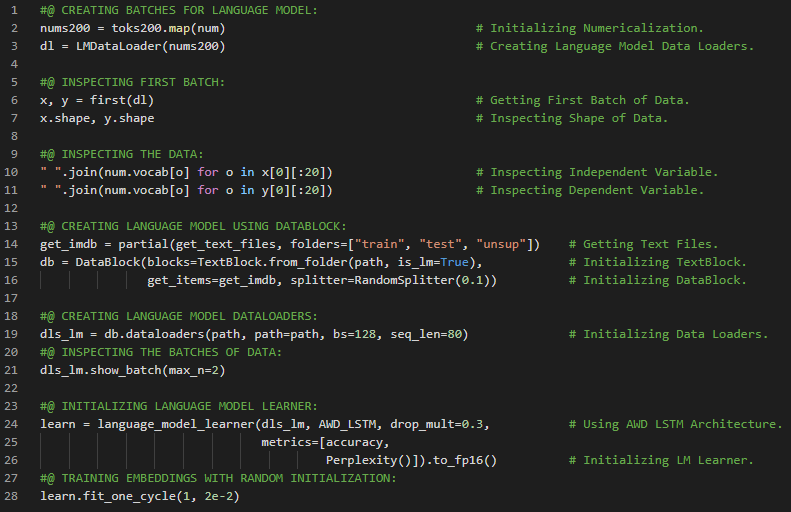 1 #@ CREATING BATCHES FOR LANGUAGE MODEL:
2 nums200 = toks200.map(num) # Initializing Numericalization.
3 dl = LMDataLoader(nums200) # Creating Language Model Data Loaders.
4
5 #@ INSPECTING FIRST BATCH:
6 x, y = first(dl) # Getting First Batch of Data.
7 x.shape, y.shape # Inspecting Shape of Data.
8
9 #@ INSPECTING THE DATA:
10 " ".join(num.vocab[o] for o in x[0][:20]) # Inspecting Independent Variable.
11 " ".join(num.vocab[o] for o in y[0][:20]) # Inspecting Dependent Variable.
12
13 #@ CREATING LANGUAGE MODEL USING DATABLOCK:
14 get_imdb = partial(get_text_files, folders=["train", "test", "unsup"]) # Getting Text Files.
15 db = DataBlock(blocks=TextBlock.from_folder(path, is_lm=True), # Initializing TextBlock.
16 get_items=get_imdb, splitter=RandomSplitter(0.1)) # Initializing DataBlock.
17
18 #@ CREATING LANGUAGE MODEL DATALOADERS:
19 dls_lm = db.dataloaders(path, path=path, bs=128, seq_len=80) # Initializing Data Loaders.
20 #@ INSPECTING THE BATCHES OF DATA:
21 dls_lm.show_batch(max_n=2)
22
23 #@ INITIALIZING LANGUAGE MODEL LEARNER:
24 learn = language_model_learner(dls_lm, AWD_LSTM, drop_mult=0.3, # Using AWD LSTM Architecture.
25 metrics=[accuracy,
26 Perplexity()]).to_fp16() # Initializing LM Learner.
27 #@ TRAINING EMBEDDINGS WITH RANDOM INITIALIZATION:
28 learn.fit_one_cycle(1, 2e-2)